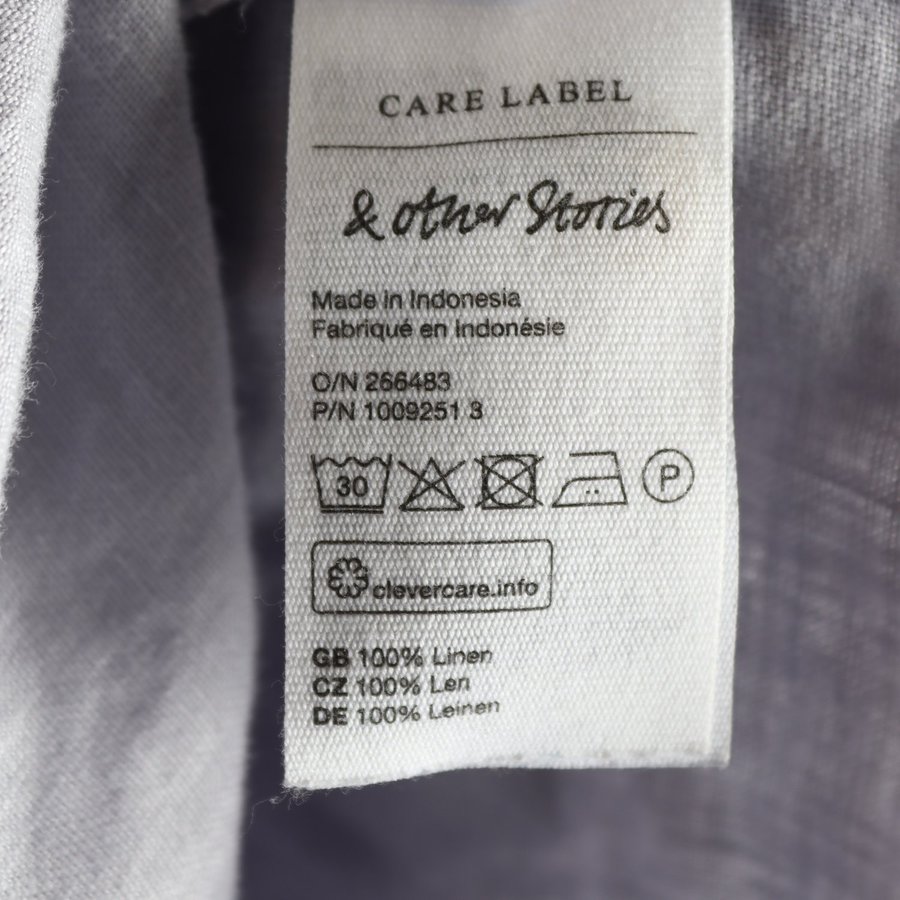 CARE LABEL
& other Stories
Made in Indonesia
Fabriqué en Indonésie
O/N 266483
P/N 1009251 3
30 P
clevercare.info
GB 100% Linen
CZ 100% Len
DE 100% Leinen